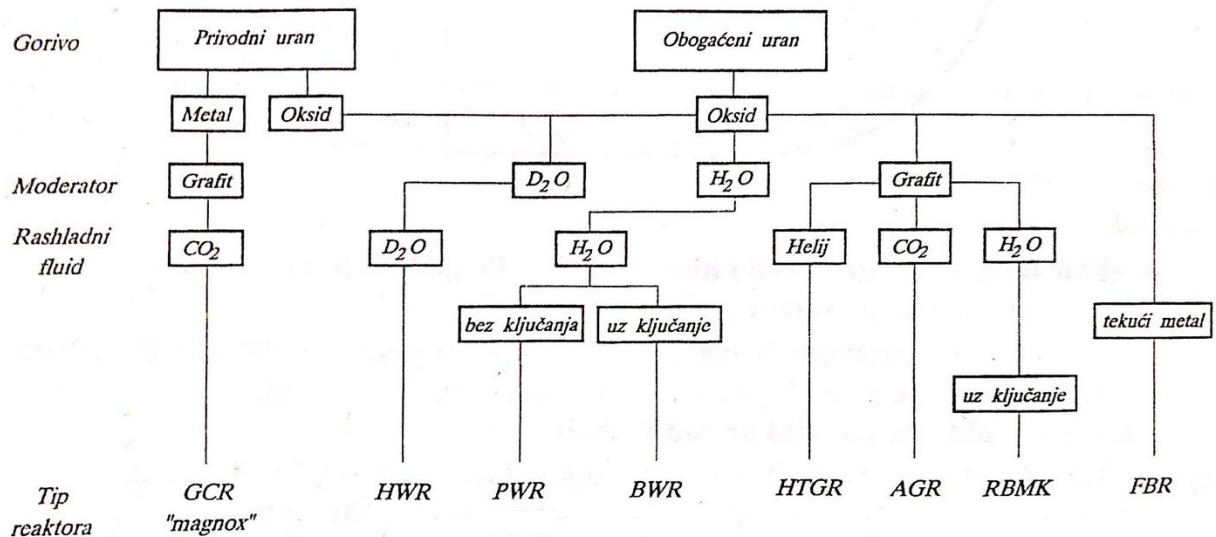 Gorivo
Prirodni uran
Obogaćeni uran
Metal
Oksid
Oksid
Moderator
Grafit
D₂O
H₂O
Grafit
Rashladni
fluid
CO₂
D₂O
H₂O
Helij
CO₂
H₂O
bez ključanja
uz ključanje
tekući metal
uz ključanje
Tip
reaktora
GCR
"magnox"
HWR
PWR
BWR
HTGR
AGR
RBMK
FBR